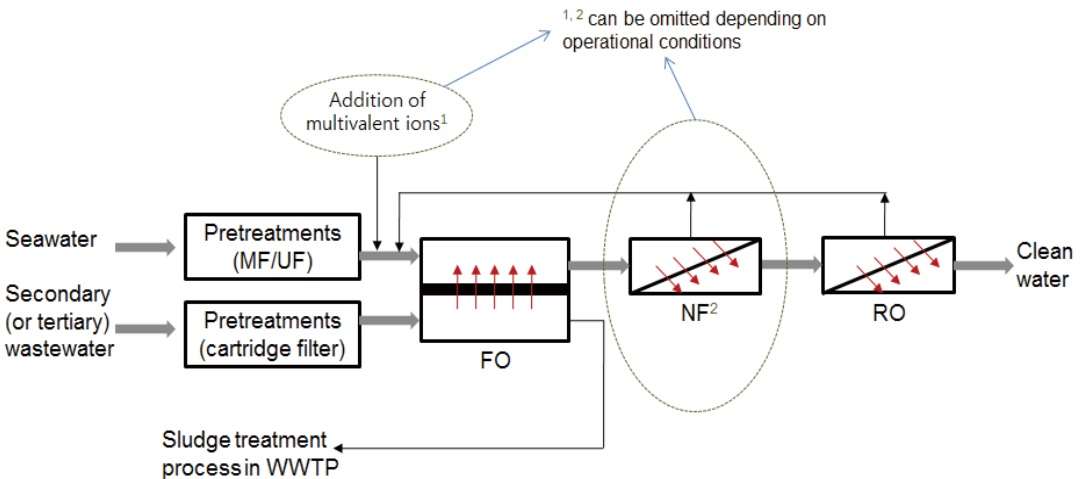 1, 2 can be omitted depending on
operational conditions
Addition of
multivalent ions1
Seawater
Pretreatments
(MF/UF)
Secondary
(or tertiary)
wastewater
Pretreatments
(cartridge filter)
FO
NF2
RO
Clean
water
Sludge treatment
process in WWTP